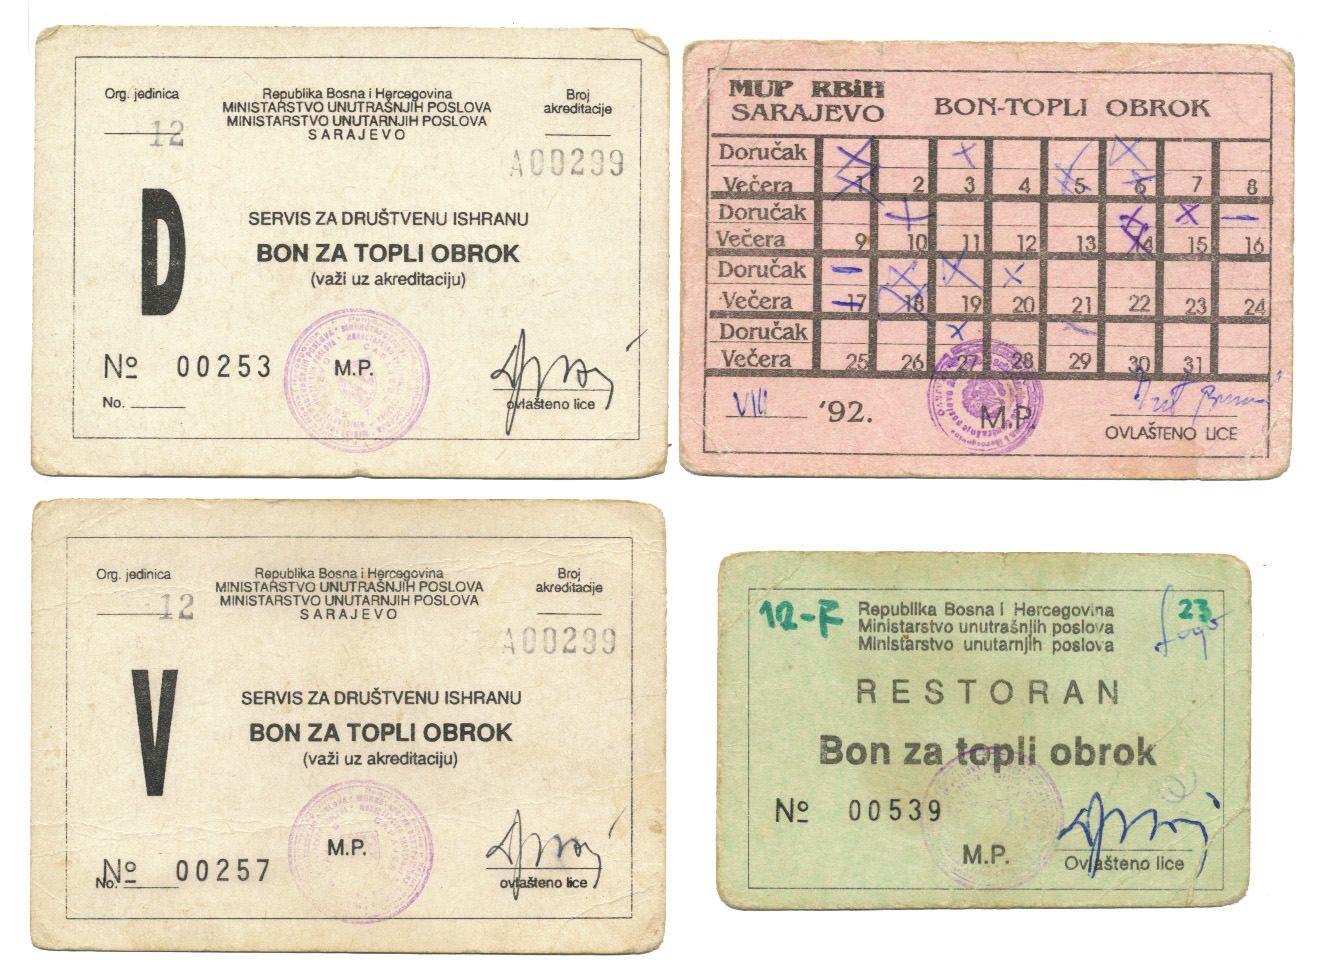 Org. jedinica
12
Republika Bosna i Hercegovina
MINISTARSTVO UNUTRAŠNJIH POSLOVA
MINISTARSTVO UNUTARNJIH POSLOVA
SARAJEVO
Broj
akreditacije
A00299
D
SERVIS ZA DRUŠTVENU ISHRANU
BON ZA TOPLI OBROK
(važi uz akreditaciju)
Nº 00253
M.P.
No.
ovlašteno lice
MUP RBiH
SARAJEVO
BON-TOPLI OBROK
Doručak
Večera 1 2 3 4 5 6 7 8
Doručak
Večera 9 10 11 12 13 14 15 16
Doručak
Večera 17 18 19 20 21 22 23 24
Doručak
Večera 25 26 27 28 29 30 31
VIII '92.
M.P.
OVLAŠTENO LICE
Org. jedinica
12
Republika Bosna i Hercegovina
MINISTARSTVO UNUTRAŠNJIH POSLOVA
MINISTARSTVO UNUTARNJIH POSLOVA
SARAJEVO
Broj
akreditacije
A00299
V
SERVIS ZA DRUŠTVENU ISHRANU
BON ZA TOPLI OBROK
(važi uz akreditaciju)
Nº 00257
M.P.
No.
ovlašteno lice
12-F
Republika Bosna i Hercegovina
Ministarstvo unutrašnjih poslova
Ministarstvo unutarnjih poslova
23
RESTORAN
Bon za topli obrok
Nº 00539
M.P.
Ovlašteno lice